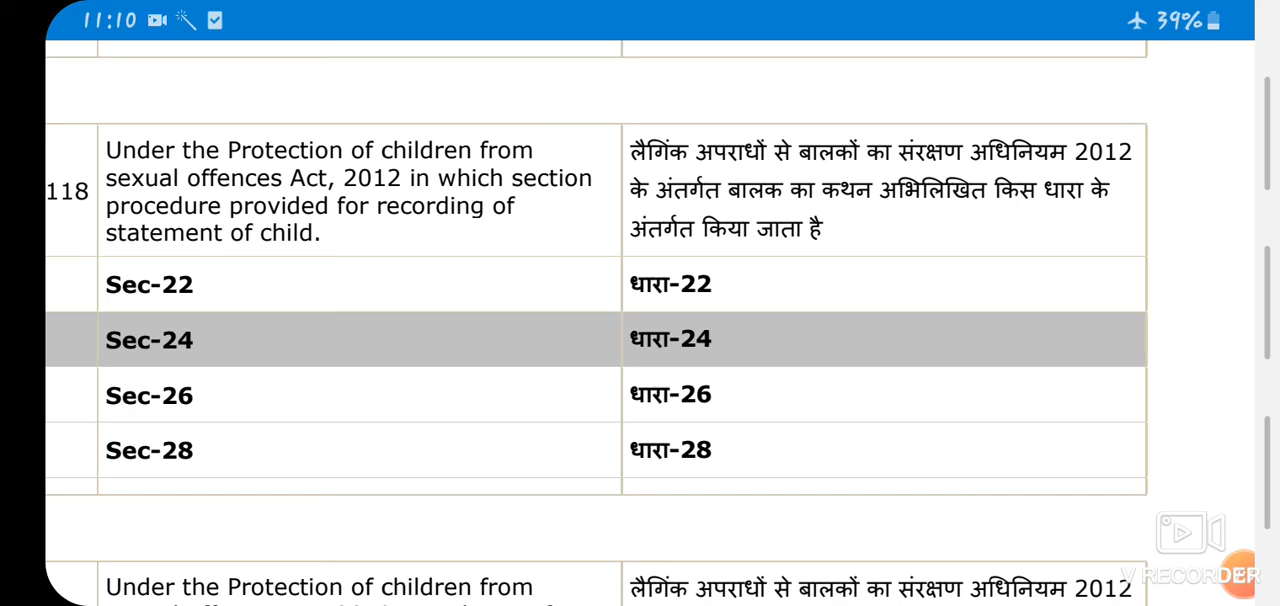 11:10
39%
118
Under the Protection of children from
sexual offences Act, 2012 in which section
procedure provided for recording of
statement of child.
लैगिंक अपराधों से बालकों का संरक्षण अधिनियम 2012
के अंतर्गत बालक का कथन अभिलिखित किस धारा के
अंतर्गत किया जाता है
Sec-22
धारा-22
Sec-24
धारा-24
Sec-26
धारा-26
Sec-28
धारा-28
Under the Protection of children from
लैगिंक अपराधों से बालकों का संरक्षण अधिनियम 2012
V RECORDER